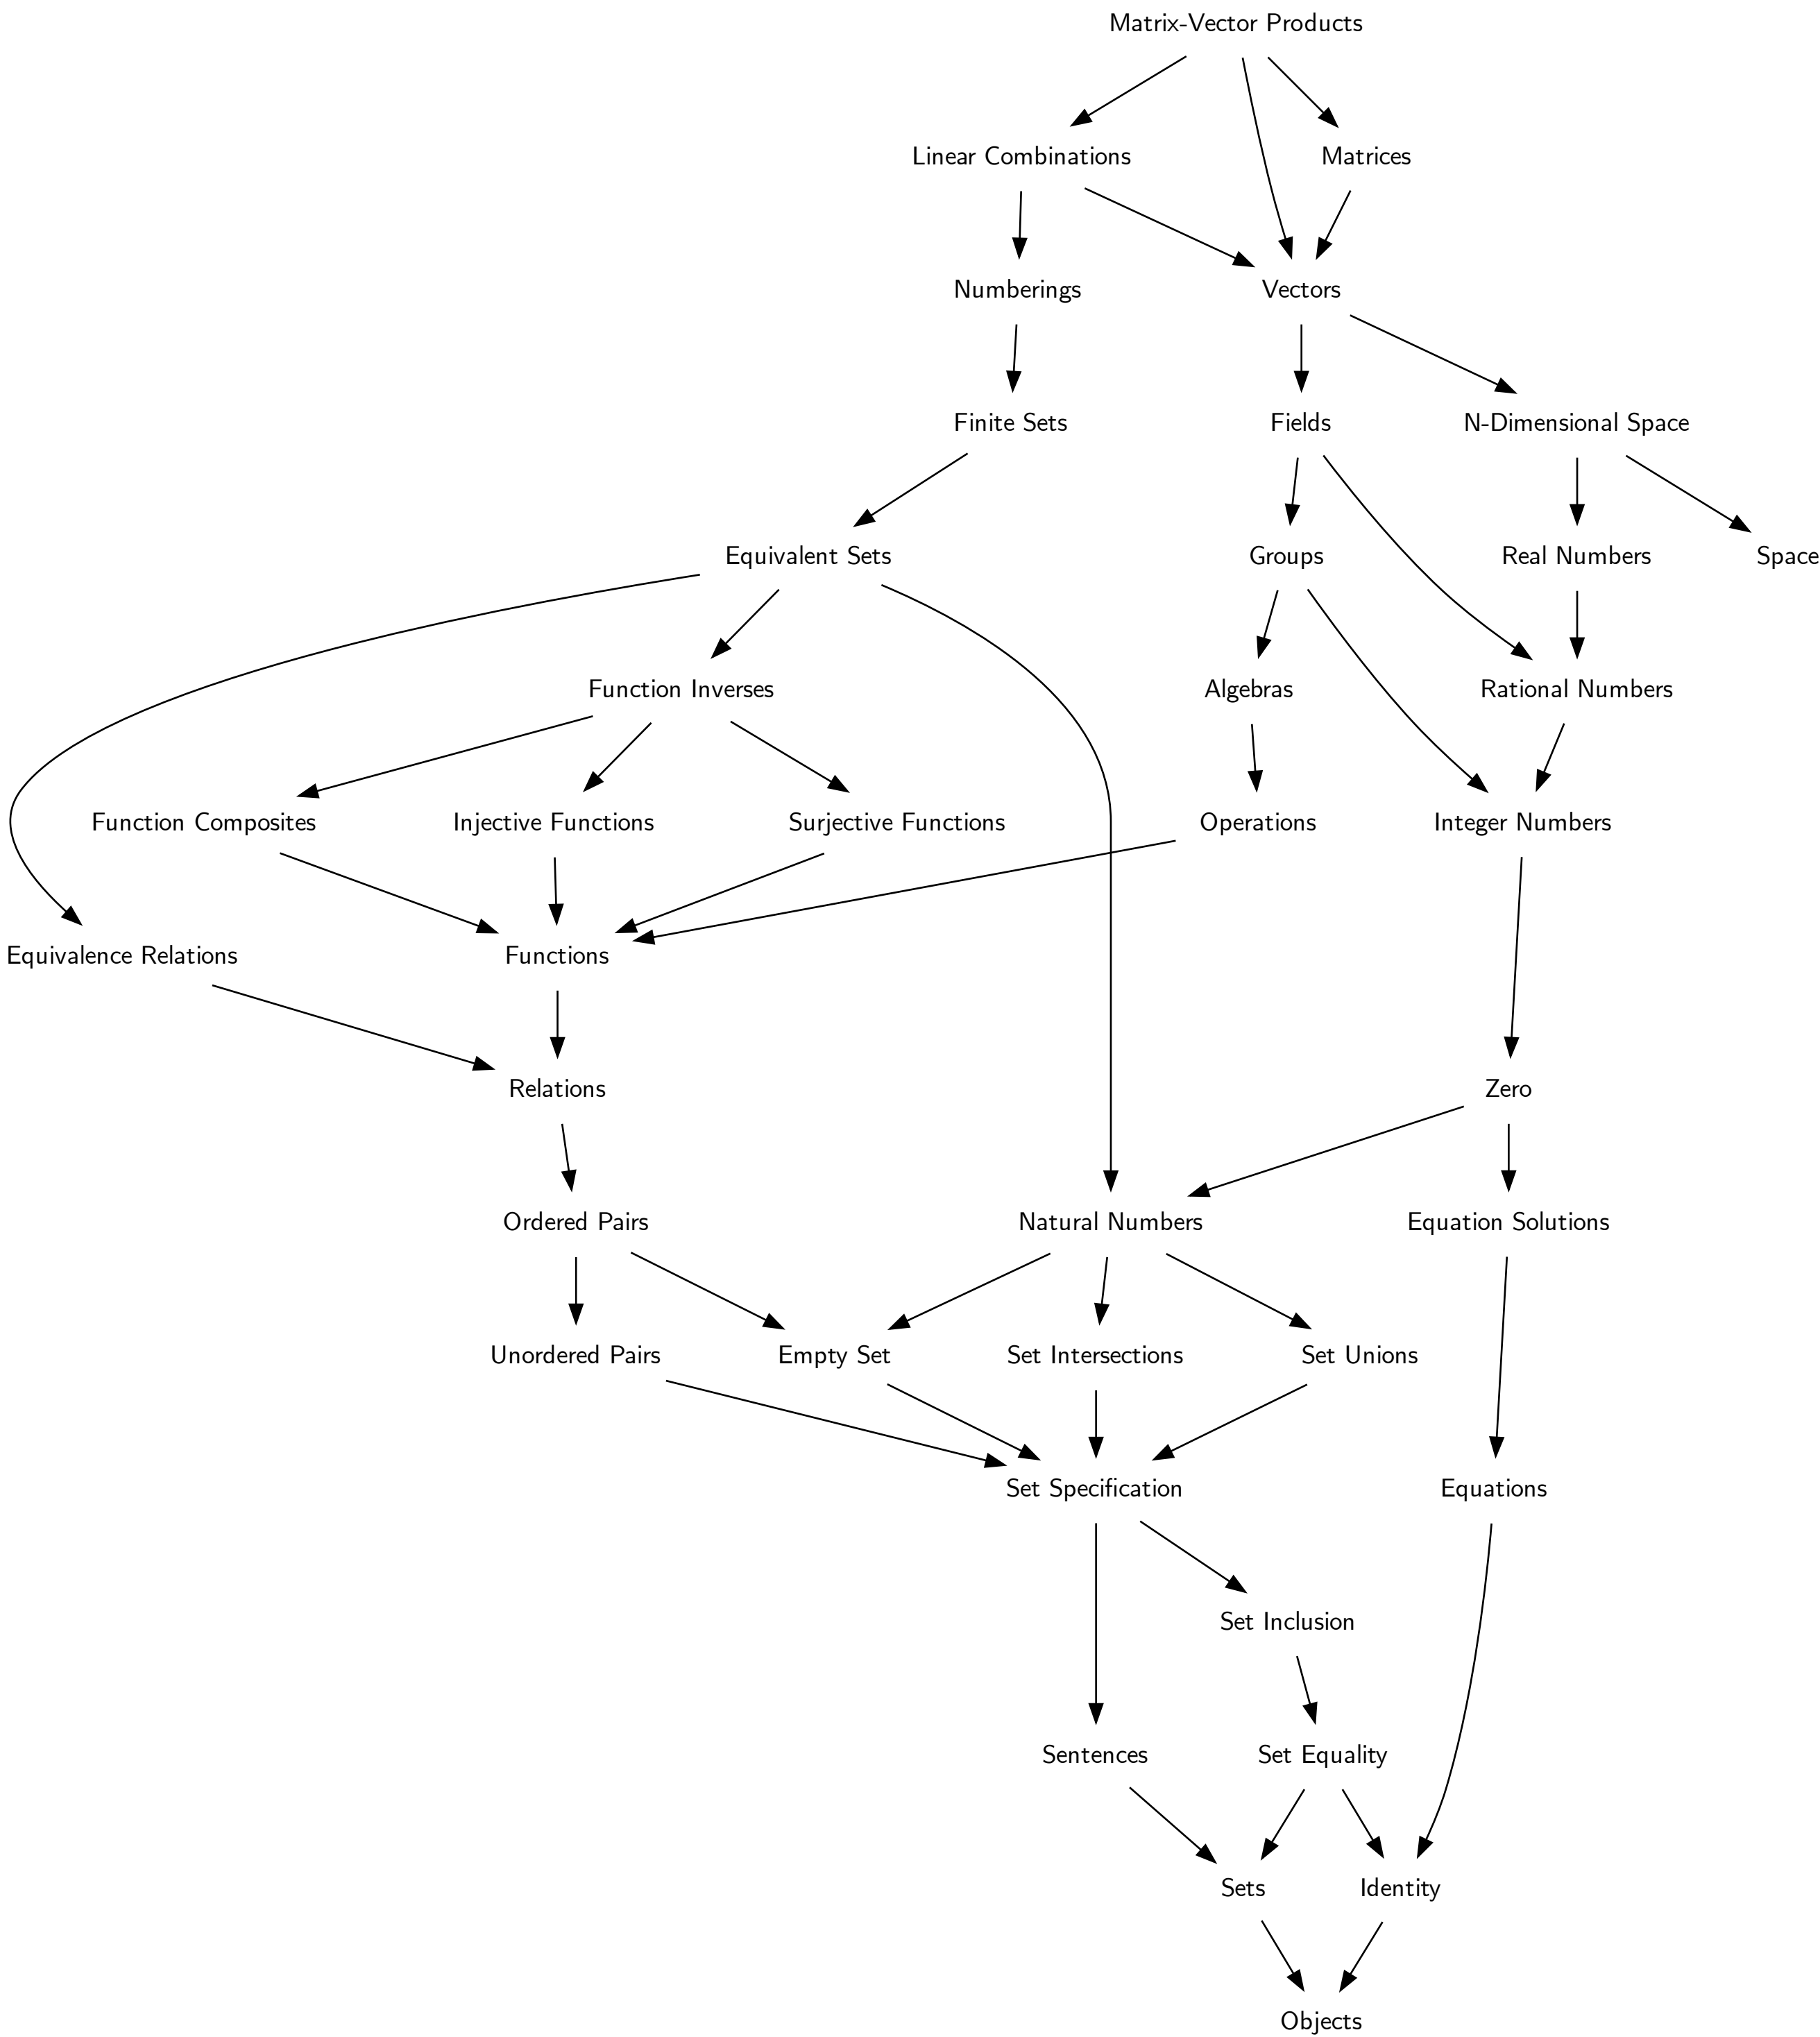 Matrix-Vector Products
Linear Combinations
Matrices
Numberings
Vectors
Finite Sets
Fields
N-Dimensional Space
Equivalent Sets
Groups
Real Numbers
Space
Function Inverses
Algebras
Rational Numbers
Function Composites
Injective Functions
Surjective Functions
Operations
Integer Numbers
Equivalence Relations
Functions
Relations
Zero
Ordered Pairs
Natural Numbers
Equation Solutions
Unordered Pairs
Empty Set
Set Intersections
Set Unions
Set Specification
Equations
Set Inclusion
Sentences
Set Equality
Sets
Identity
Objects